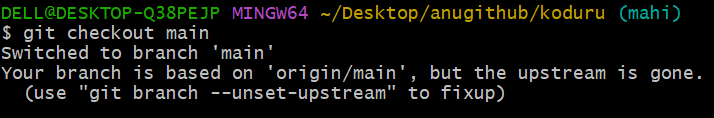 DELL@DESKTOP-Q38PEJP MINGW64 ~/Desktop/anugithub/koduru (mahi)
$ git checkout main
Switched to branch 'main'
Your branch is based on 'origin/main', but the upstream is gone.
  (use "git branch --unset-upstream" to fixup)